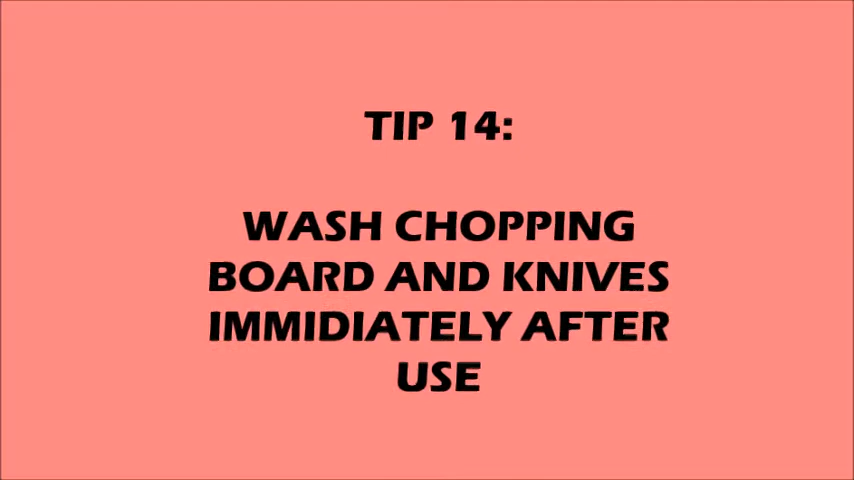 TIP 14:
WASH CHOPPING
BOARD AND KNIVES
IMMIDIATELY AFTER
USE